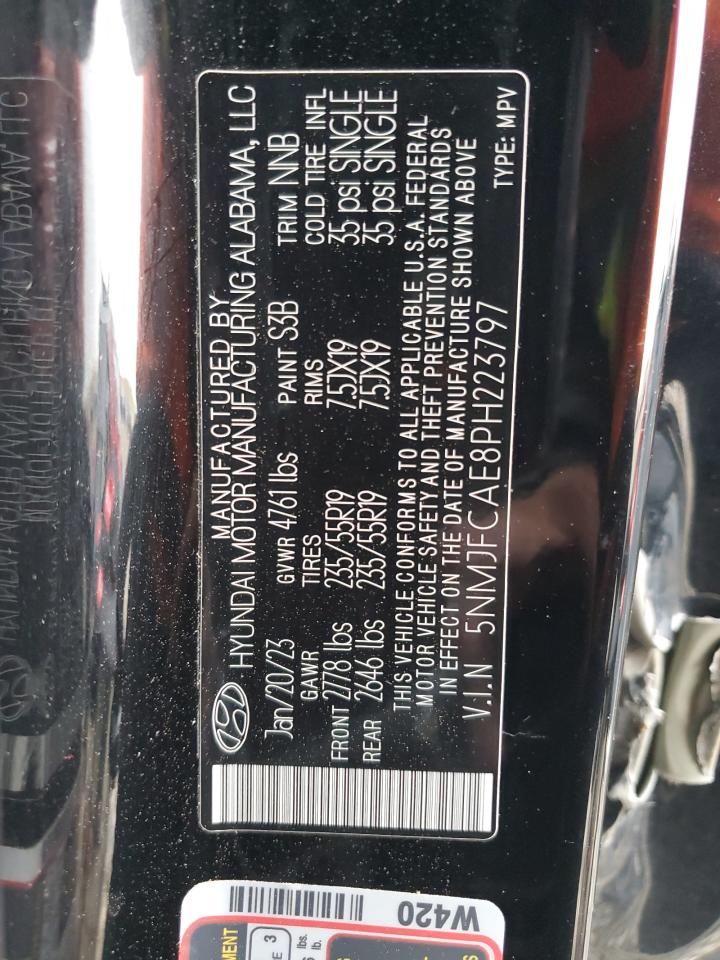 MANUFACTURED BY
HYUNDAI MOTOR MANUFACTURING ALABAMA, LLC
Jan/20/23 GVWR 4761 lbs PAINT S3B TRIM NNB
GAWR TIRES RIMS COLD TIRE INFL
FRONT 2778 lbs 235/55R19 7.5JX19 35 psi SINGLE
REAR 2646 lbs 235/55R19 7.5JX19 35 psi SINGLE
THIS VEHICLE CONFORMS TO ALL APPLICABLE U.S.A. FEDERAL
MOTOR VEHICLE SAFETY AND THEFT PREVENTION STANDARDS
IN EFFECT ON THE DATE OF MANUFACTURE SHOWN ABOVE
V.I.N 5NMJFCAE8PH223797 TYPE: MPV
W420
3
lbs.
lb.